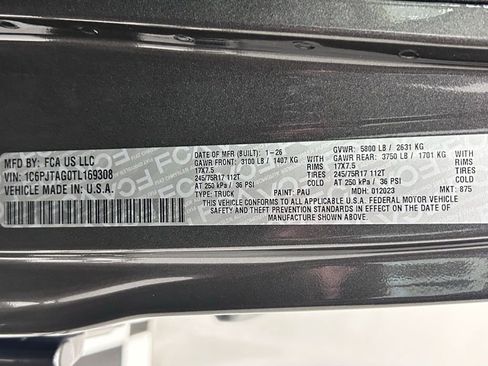 MFD BY: FCA US LLC
VIN: 1C6PJTAG0TL169308
VEHICLE MADE IN: U.S.A.
DATE OF MFR (BUILT): 1-26
GAWR FRONT: 3100 LB / 1407 KG
17X7.5 WITH RIMS
245/75R17 112T TIRES
AT 250 kPa / 36 PSI COLD
TYPE: TRUCK PAINT: PAU
GVWR: 5800 LB / 2631 KG
GAWR REAR: 3750 LB / 1701 KG
WITH 17X7.5
RIMS
TIRES 245/75R17 112T
COLD AT 250 kPa / 36 PSI
MDH: 012023 MKT: 875
THIS VEHICLE CONFORMS TO ALL APPLICABLE U.S.A. FEDERAL MOTOR VEHICLE
SAFETY AND THEFT PREVENTION STANDARDS IN EFFECT ON THE DATE OF
MANUFACTURE SHOWN ABOVE.
FCA